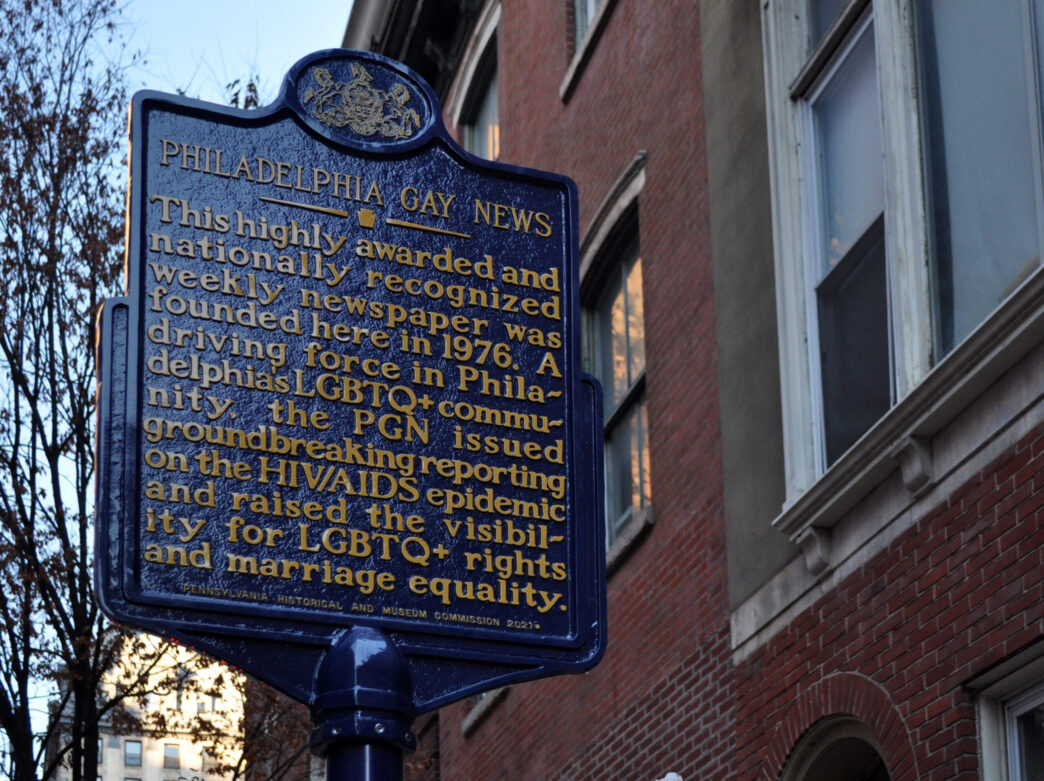 PHILADELPHIA GAY NEWS
This highly awarded and
nationally recognized
weekly newspaper was
founded here in 1976. A
driving force in Phila-
delphia's LGBTQ+ commu-
nity, the PGN issued
groundbreaking reporting
on the HIV/AIDS epidemic
and raised the visibil-
ity for LGBTQ+ rights
and marriage equality.
PENNSYLVANIA HISTORICAL AND MUSEUM COMMISSION 2021